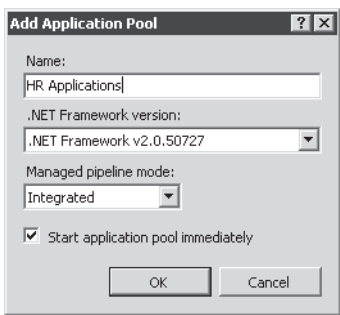 Add Application Pool
Name:
HR Applications
.NET Framework version:
.NET Framework v2.0.50727
Managed pipeline mode:
Integrated
Start application pool immediately
OK Cancel